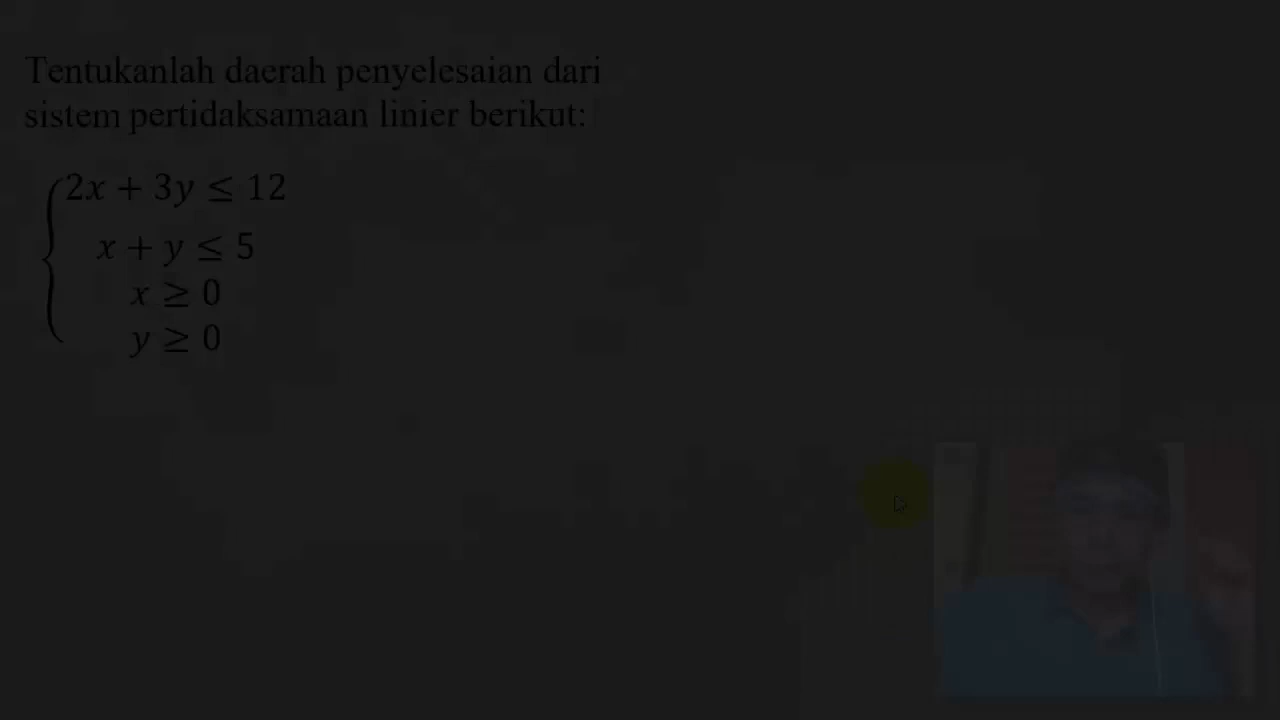 Tentukanlah daerah penyelesaian dari
sistem pertidaksamaan linier berikut:
2x + 3y ≤ 12
x + y ≤ 5
x ≥ 0
y ≥ 0